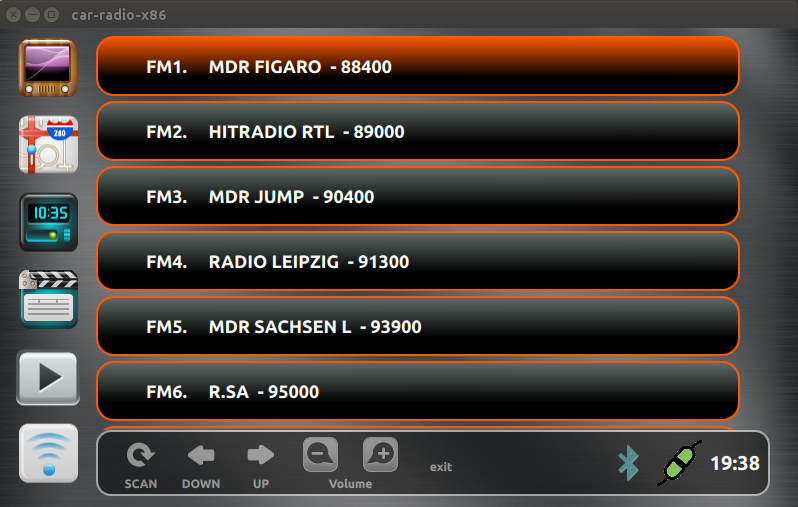 car-radio-x86
280
10:35
FM1. MDR FIGARO - 88400
FM2. HITRADIO RTL - 89000
FM3. MDR JUMP - 90400
FM4. RADIO LEIPZIG - 91300
FM5. MDR SACHSEN L - 93900
FM6. R.SA - 95000
SCAN DOWN UP Volume exit 19:38